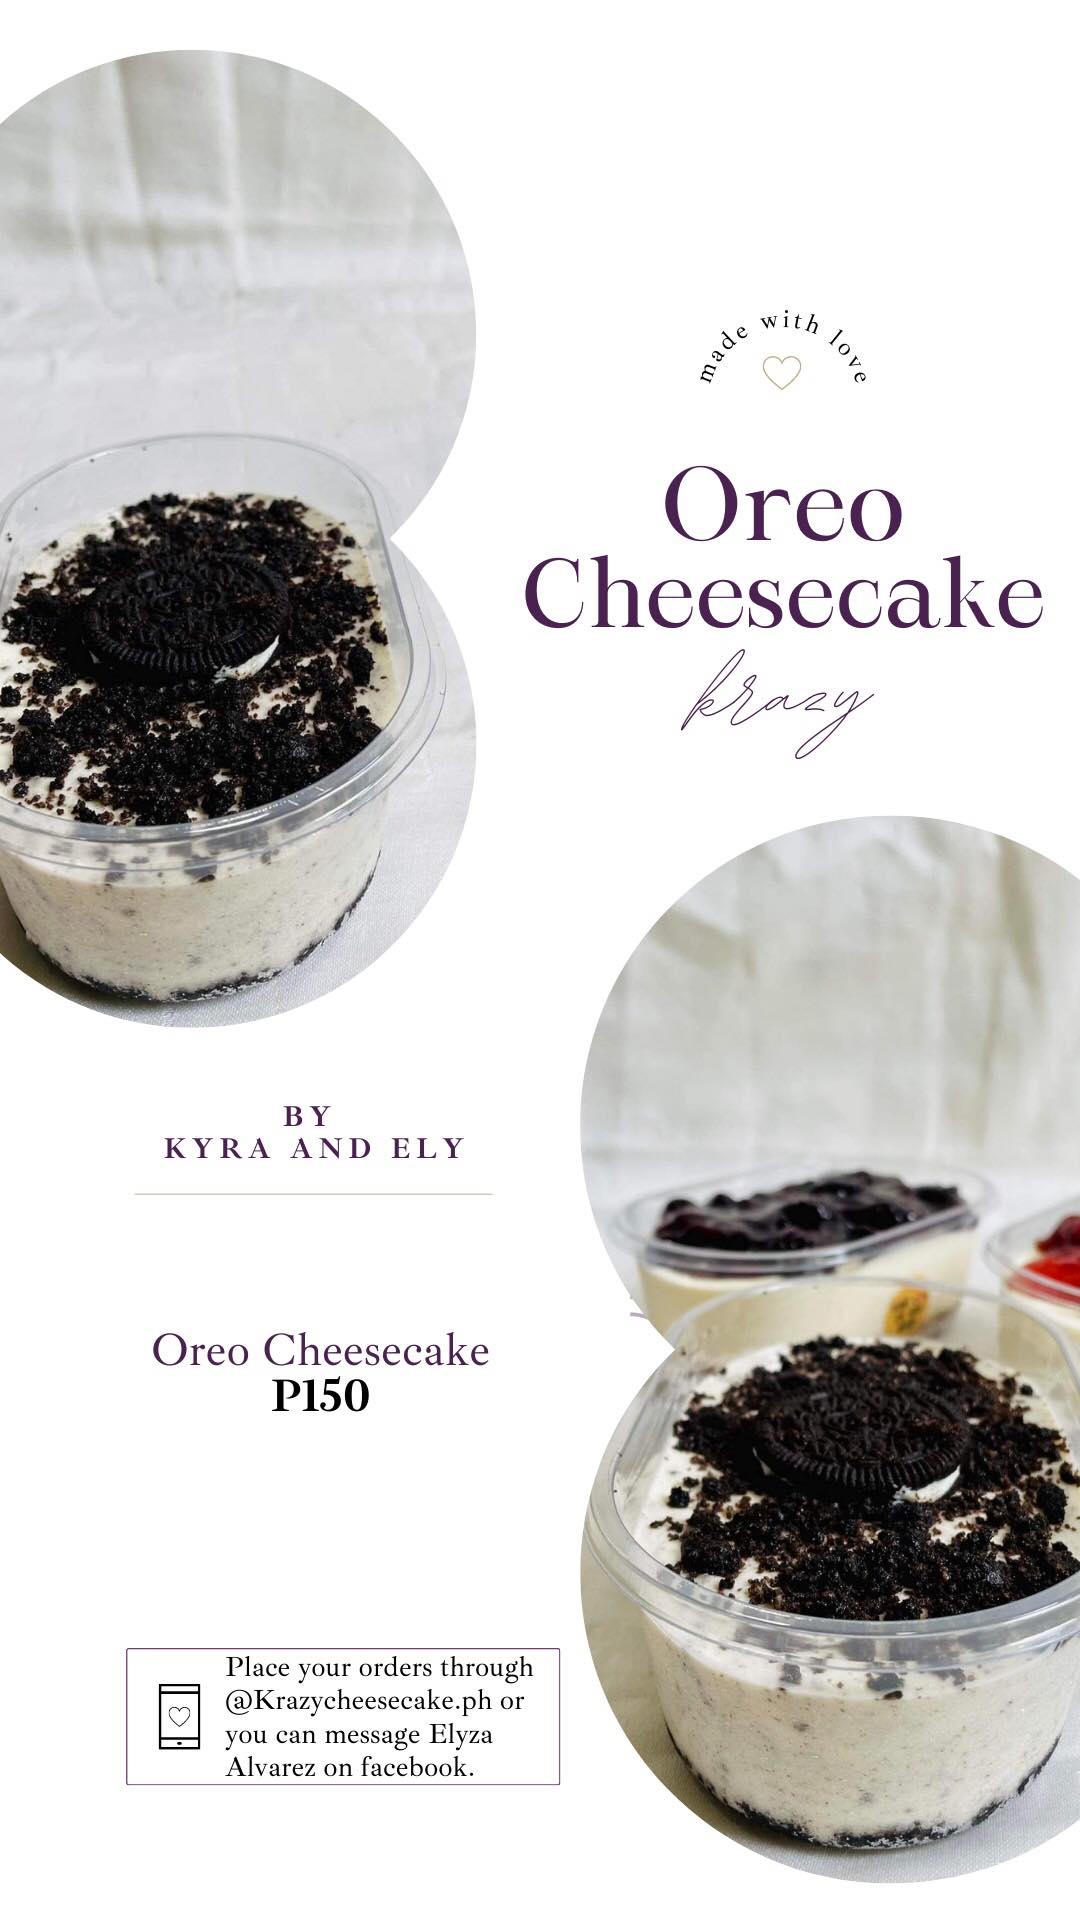 made with love
Oreo
Cheesecake
krazy
BY
KYRA AND ELY
Oreo Cheesecake
P150
Place your orders through
@Krazycheesecake.ph or
you can message Elyza
Alvarez on facebook.